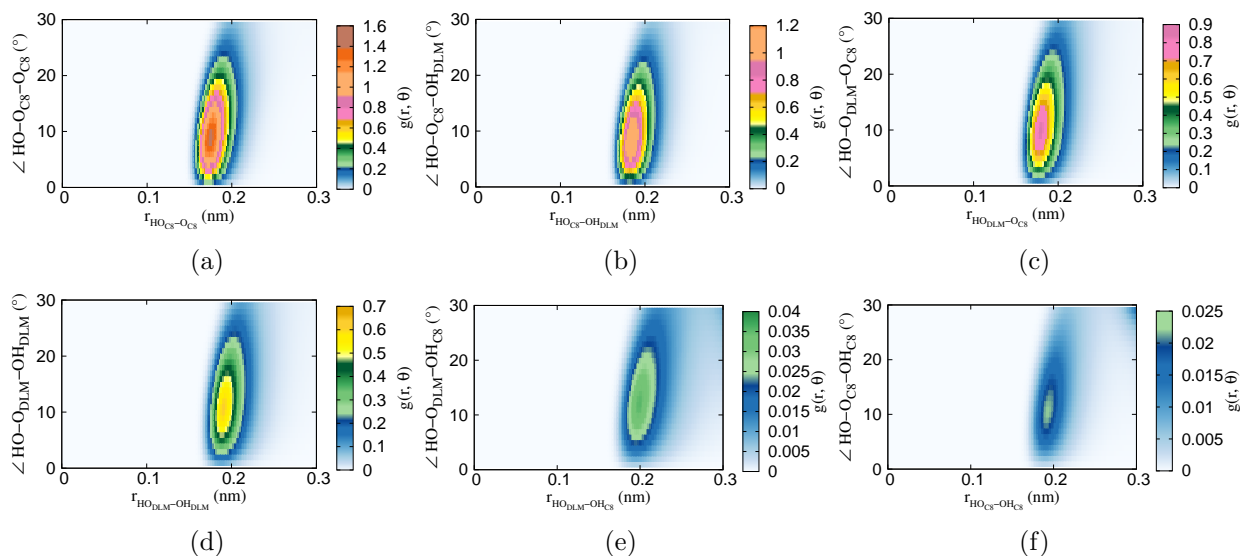 30
20
10
0
0 0.1 0.2 0.3
∠ HO−O_C8−O_C8 (°)
r_HO_C8−O_C8 (nm)
1.6
1.4
1.2
1
0.8
0.6
0.4
0.2
0
g(r, θ)
(a)
30
20
10
0
0 0.1 0.2 0.3
∠ HO−O_C8−OH_DLM (°)
r_HO_C8−OH_DLM (nm)
1.2
1
0.8
0.6
0.4
0.2
0
g(r, θ)
(b)
30
20
10
0
0 0.1 0.2 0.3
∠ HO−O_DLM−O_C8 (°)
r_HO_DLM−O_C8 (nm)
0.9
0.8
0.7
0.6
0.5
0.4
0.3
0.2
0.1
0
g(r, θ)
(c)
30
20
10
0
0 0.1 0.2 0.3
∠ HO−O_DLM−OH_DLM (°)
r_HO_DLM−OH_DLM (nm)
0.7
0.6
0.5
0.4
0.3
0.2
0.1
0
g(r, θ)
(d)
30
20
10
0
0 0.1 0.2 0.3
∠ HO−O_DLM−OH_C8 (°)
r_HO_DLM−OH_C8 (nm)
0.04
0.035
0.03
0.025
0.02
0.015
0.01
0.005
0
g(r, θ)
(e)
30
20
10
0
0 0.1 0.2 0.3
∠ HO−O_C8−OH_C8 (°)
r_HO_C8−OH_C8 (nm)
0.025
0.02
0.015
0.01
0.005
0
g(r, θ)
(f)